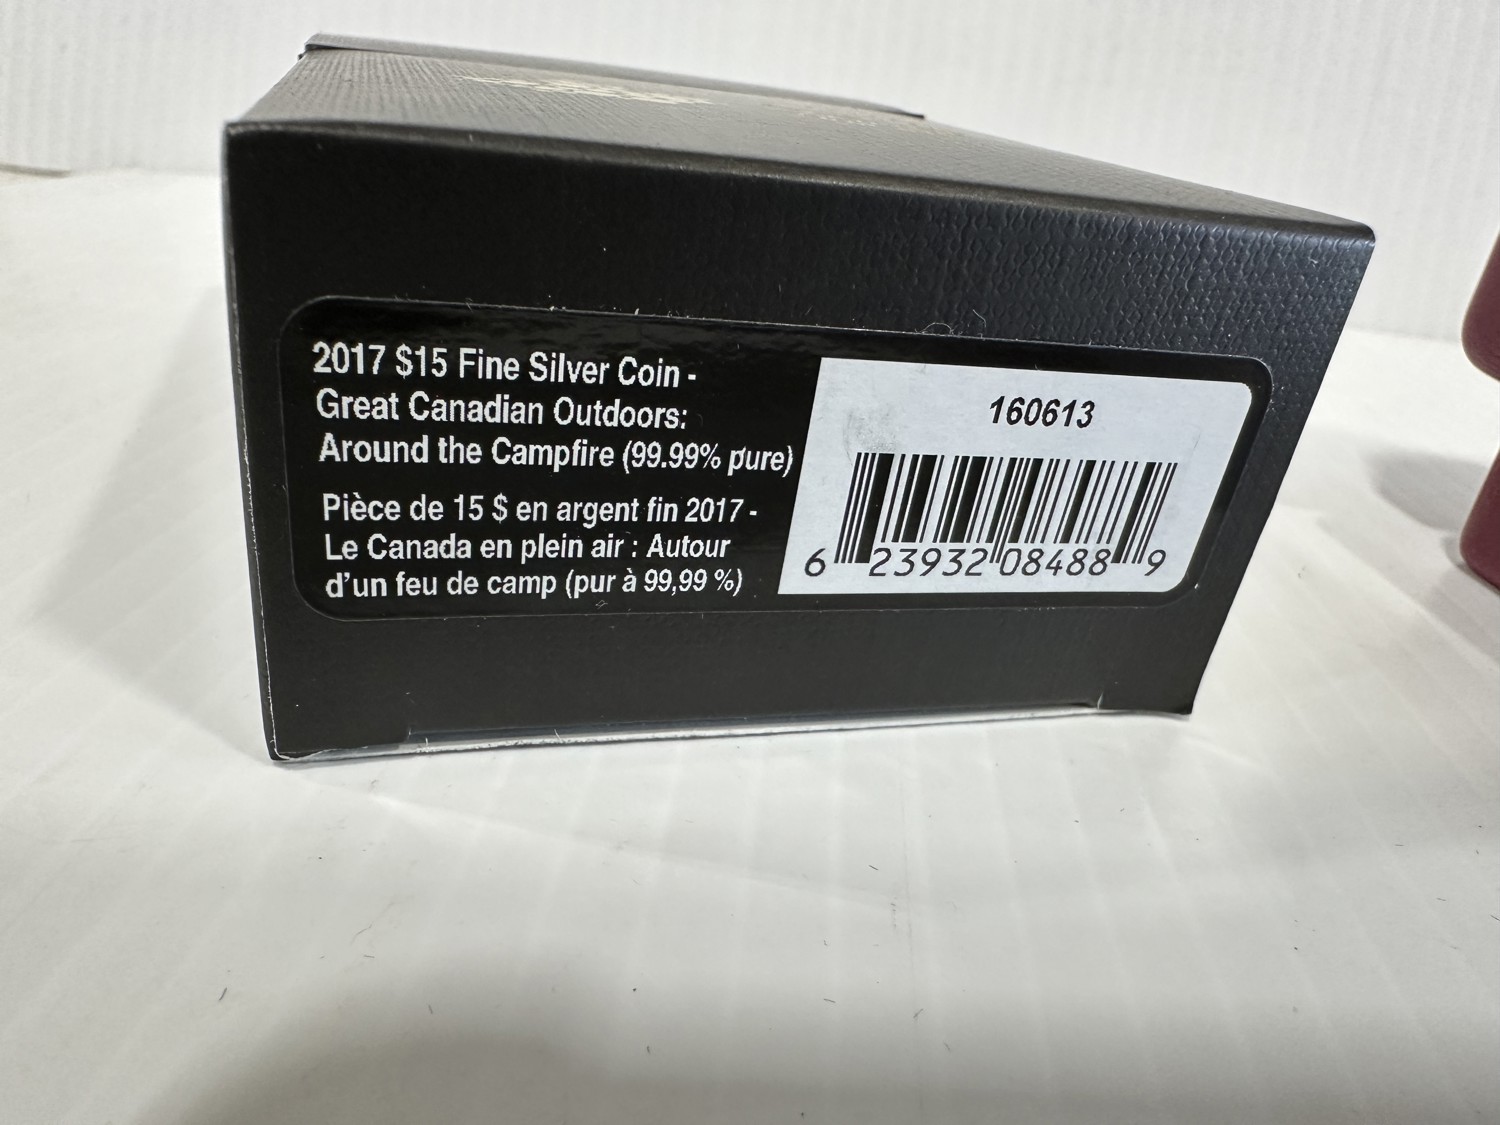 2017 $15 Fine Silver Coin -
Great Canadian Outdoors:
Around the Campfire (99.99% pure)
Pièce de 15 $ en argent fin 2017 -
Le Canada en plein air : Autour
d'un feu de camp (pur à 99,99 %)
160613
6 23932 08488 9